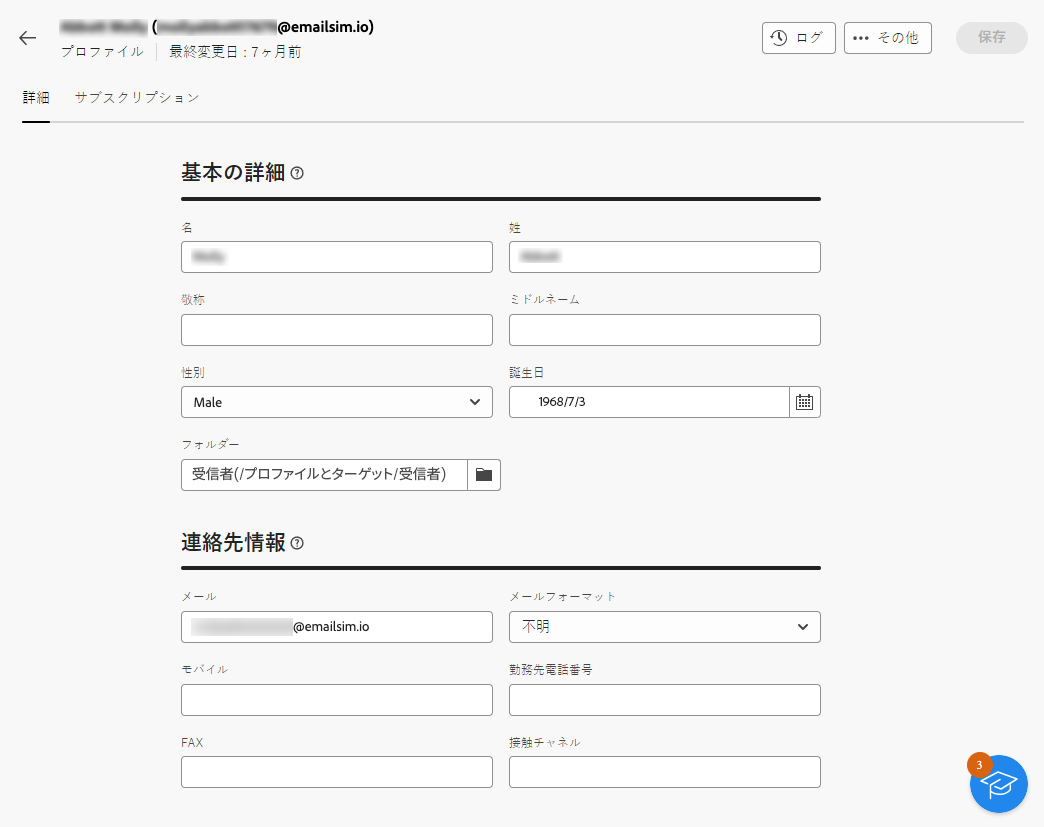 @emailsim.io)
プロファイル 最終変更日 : 7ヶ月前
ログ
その他
保存
詳細 サブスクリプション
基本の詳細
名 姓
敬称 ミドルネーム
性別 誕生日
Male 1968/7/3
フォルダー
受信者(/プロファイルとターゲット/受信者)
連絡先情報
メール メールフォーマット
@emailsim.io 不明
モバイル 勤務先電話番号
FAX 接触チャネル
3